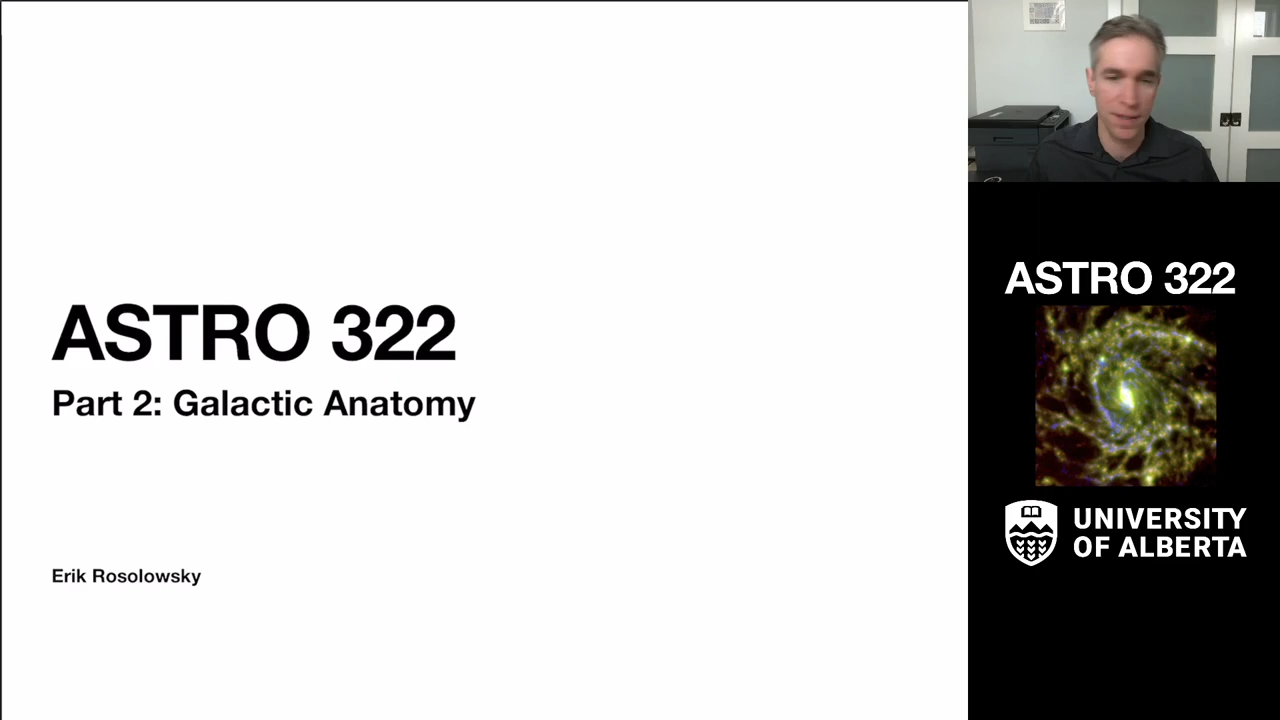 ASTRO 322
Part 2: Galactic Anatomy
Erik Rosolowsky
ASTRO 322
UNIVERSITY
OF ALBERTA